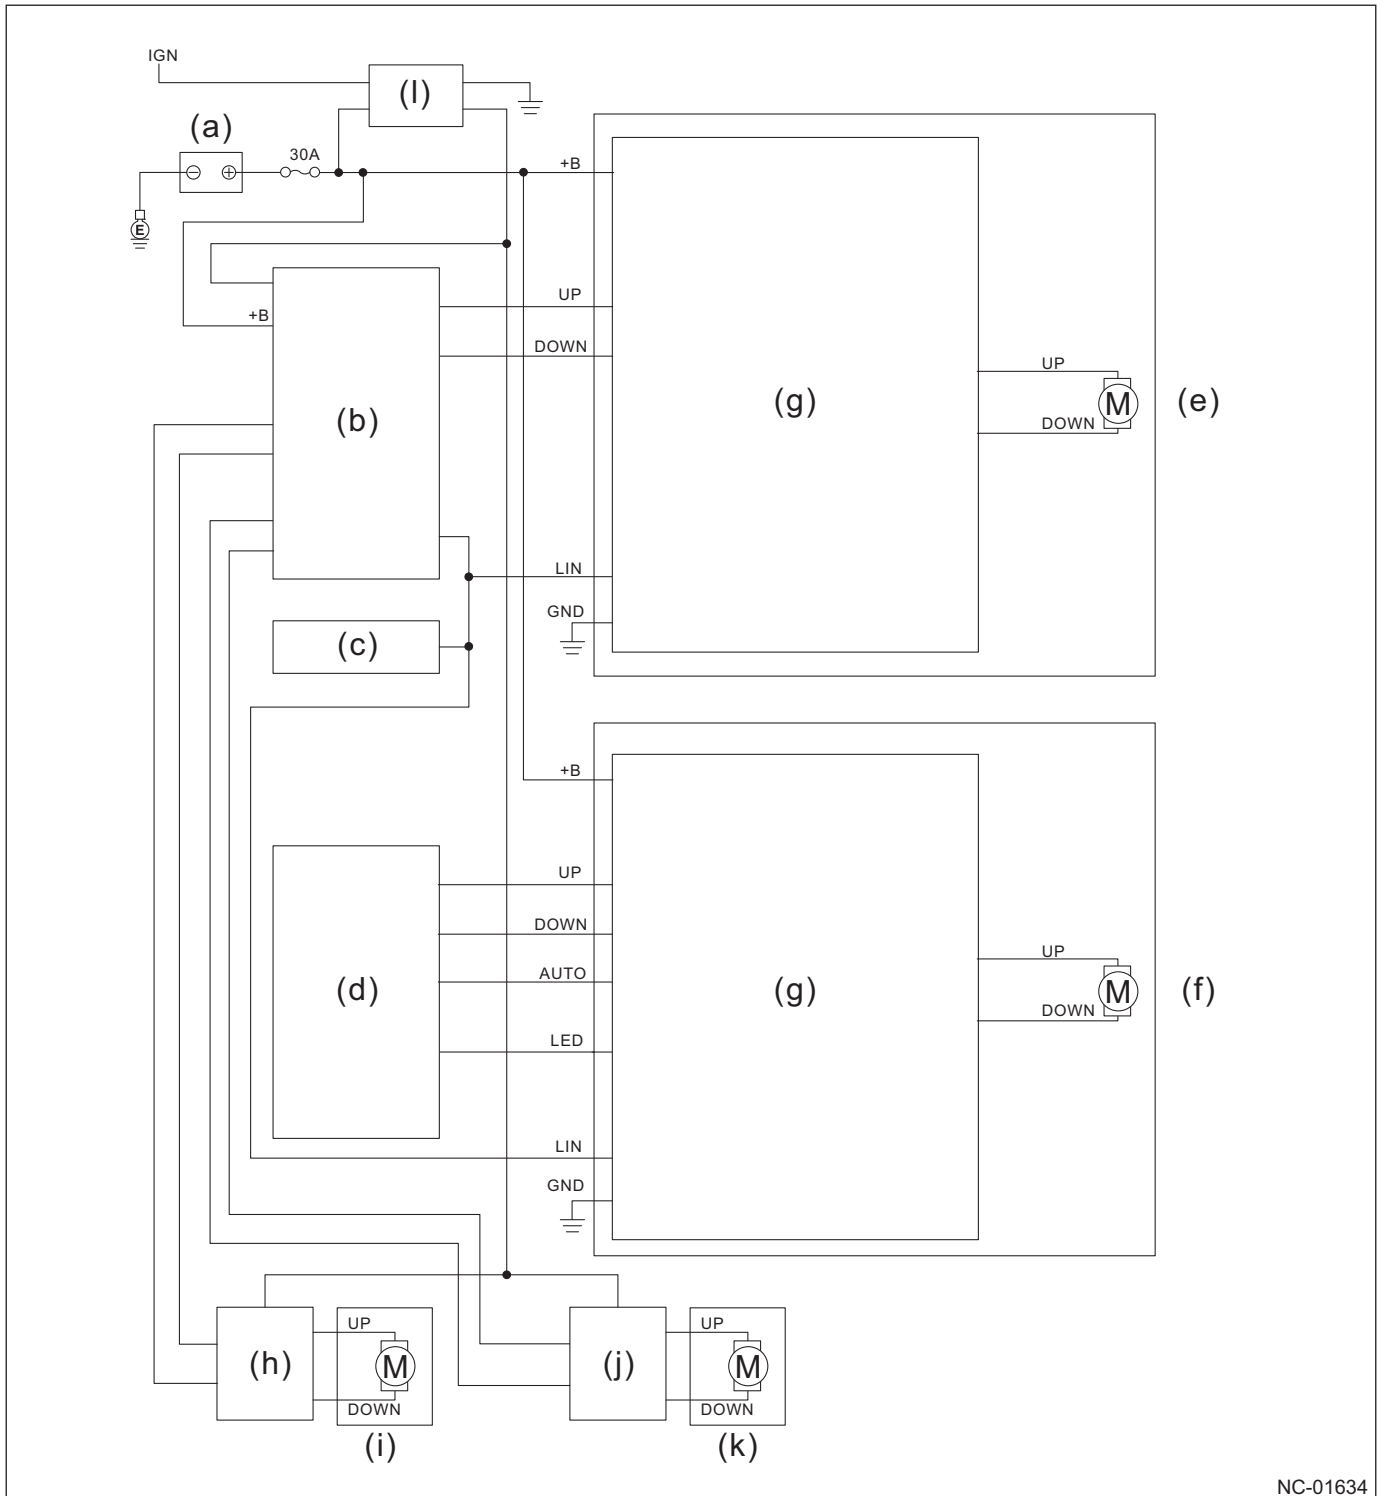 IGN
(l)
(a)
30A
+B
E
UP
+B
DOWN
UP
(b)
(g)
M
(e)
DOWN
LIN
GND
(c)
+B
UP
DOWN
UP
AUTO
(d)
(g)
M
(f)
DOWN
LED
LIN
GND
UP
UP
(h)
M
(j)
M
DOWN
DOWN
(i)
(k)
NC-01634